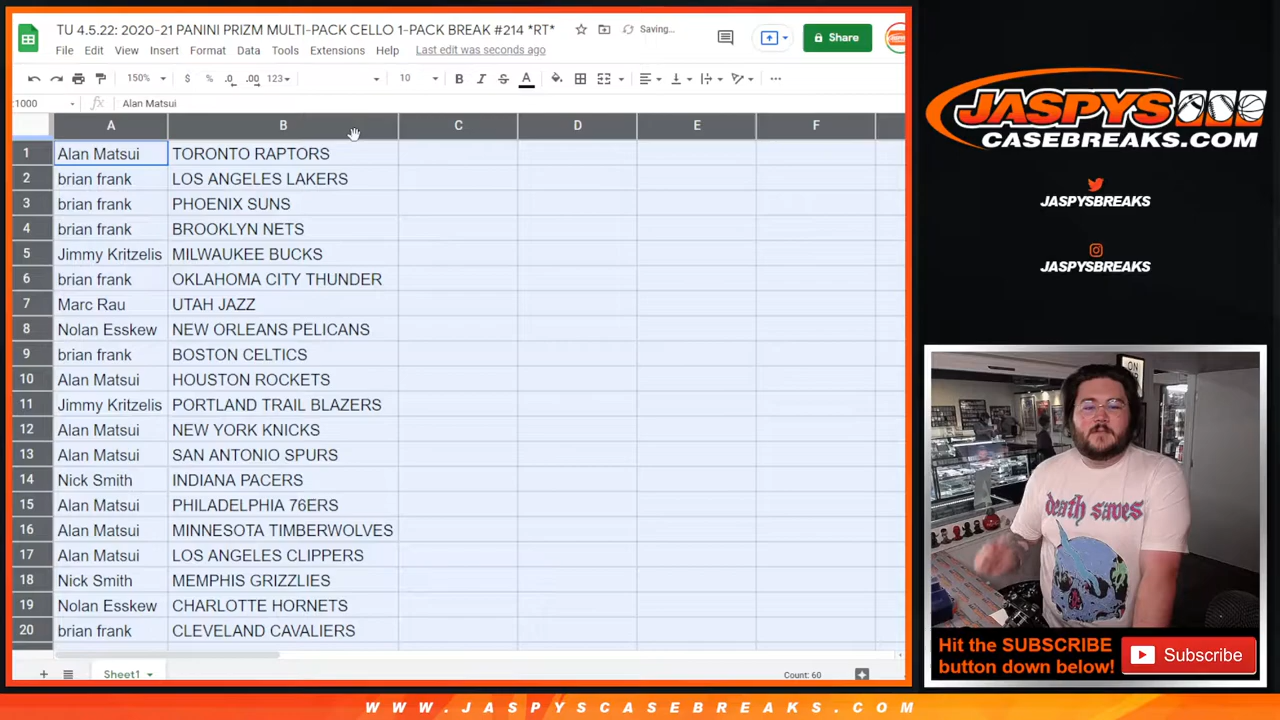 TU 4.5.22: 2020-21 PANINI PRIZM MULTI-PACK CELLO 1-PACK BREAK #214 *RT*
Saving...
Share
File Edit View Insert Format Data Tools Extensions Help Last edit was seconds ago
150% $ % .0 .00 123 10 B I S A
1000 fx Alan Matsui
A B C D E F
1 Alan Matsui TORONTO RAPTORS
2 brian frank LOS ANGELES LAKERS
3 brian frank PHOENIX SUNS
4 brian frank BROOKLYN NETS
5 Jimmy Kritzelis MILWAUKEE BUCKS
6 brian frank OKLAHOMA CITY THUNDER
7 Marc Rau UTAH JAZZ
8 Nolan Esskew NEW ORLEANS PELICANS
9 brian frank BOSTON CELTICS
10 Alan Matsui HOUSTON ROCKETS
11 Jimmy Kritzelis PORTLAND TRAIL BLAZERS
12 Alan Matsui NEW YORK KNICKS
13 Alan Matsui SAN ANTONIO SPURS
14 Nick Smith INDIANA PACERS
15 Alan Matsui PHILADELPHIA 76ERS
16 Alan Matsui MINNESOTA TIMBERWOLVES
17 Alan Matsui LOS ANGELES CLIPPERS
18 Nick Smith MEMPHIS GRIZZLIES
19 Nolan Esskew CHARLOTTE HORNETS
20 brian frank CLEVELAND CAVALIERS
Sheet1
Count: 60
JASPYS
CASEBREAKS.COM
JASPYSBREAKS
JASPYSBREAKS
ON
death saves
Hit the SUBSCRIBE
button down below!
Subscribe
WWW.JASPYSCASEBREAKS.COM